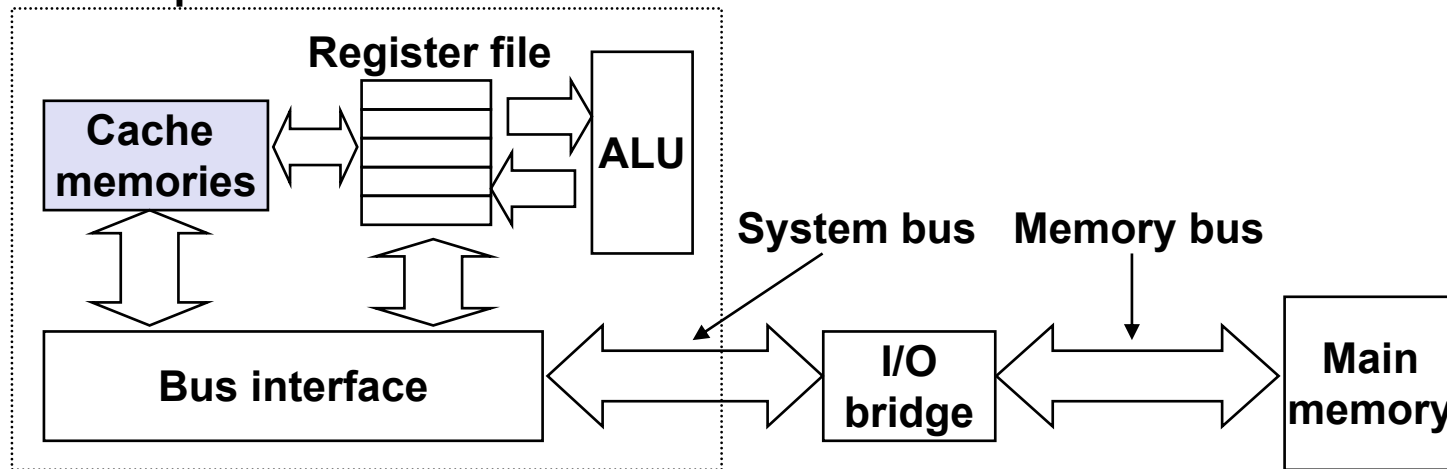 Register file
Cache
memories
ALU
System bus
Memory bus
Bus interface
I/O
bridge
Main
memory